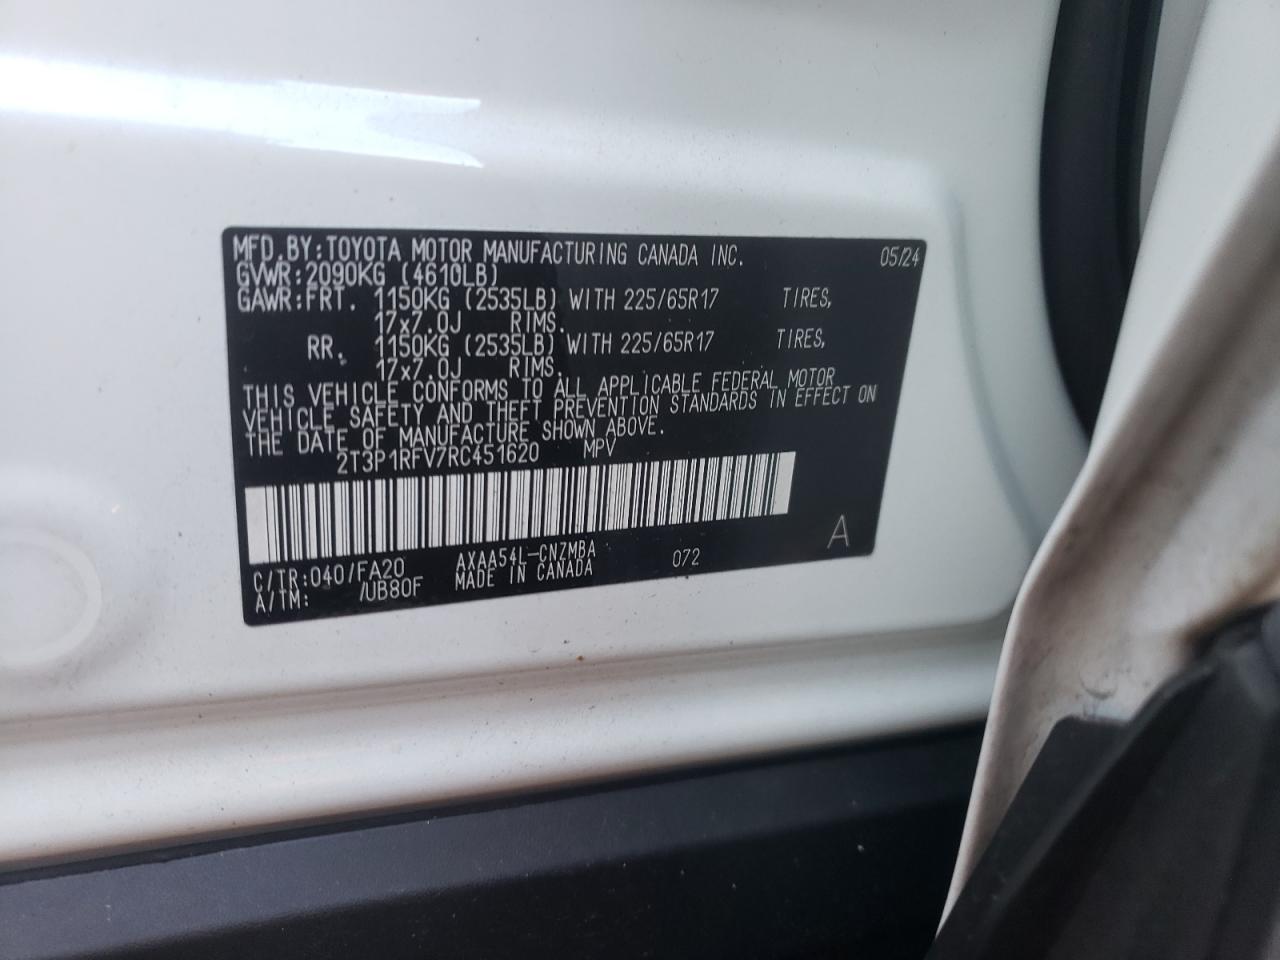 MFD.BY:TOYOTA MOTOR MANUFACTURING CANADA INC. 05/24
GVWR:2090KG (4610LB)
GAWR:FRT. 1150KG (2535LB) WITH 225/65R17 TIRES,
17x7.0J RIMS.
RR. 1150KG (2535LB) WITH 225/65R17 TIRES,
17x7.0J RIMS.
THIS VEHICLE CONFORMS TO ALL APPLICABLE FEDERAL MOTOR
VEHICLE SAFETY AND THEFT PREVENTION STANDARDS IN EFFECT ON
THE DATE OF MANUFACTURE SHOWN ABOVE.
2T3P1RFV7RC451620 MPV
A
C/TR:040/FA20 AXAA54L-CNZMBA 072
A/TM: /UB80F MADE IN CANADA